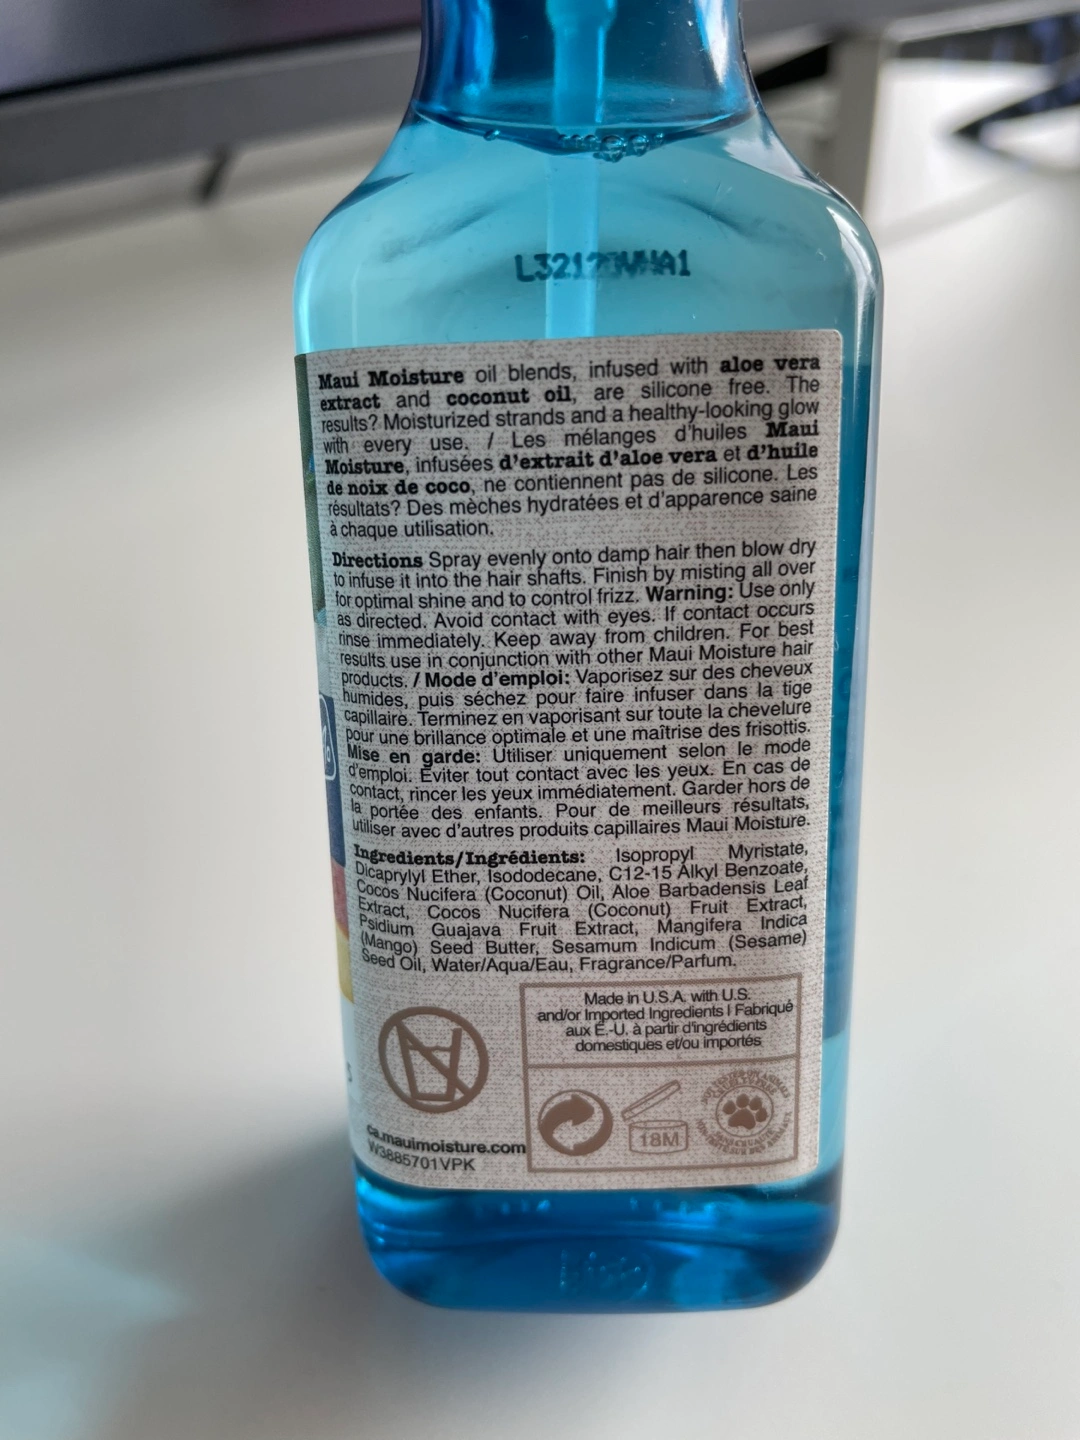 Maui Moisture oil blends, infused with aloe vera
extract and coconut oil, are silicone free. The
results? Moisturized strands and a healthy-looking glow
with every use. / Les mélanges d'huiles Maui
Moisture, infusées d'extrait d'aloe vera et d'huile
de noix de coco, ne contiennent pas de silicone. Les
résultats? Des mèches hydratées et d'apparence saine
à chaque utilisation.
Directions Spray evenly onto damp hair then blow dry
to infuse it into the hair shafts. Finish by misting all over
for optimal shine and to control frizz. Warning: Use only
as directed. Avoid contact with eyes. If contact occurs
rinse immediately. Keep away from children. For best
results use in conjunction with other Maui Moisture hair
products. / Mode d'emploi: Vaporisez sur des cheveux
humides, puis séchez pour faire infuser dans la tige
capillaire. Terminez en vaporisant sur toute la chevelure
pour une brillance optimale et une maîtrise des frisottis.
Mise en garde: Utiliser uniquement selon le mode
d'emploi. Éviter tout contact avec les yeux. En cas de
contact, rincer les yeux immédiatement. Garder hors de
la portée des enfants. Pour de meilleurs résultats,
utiliser avec d'autres produits capillaires Maui Moisture.
Ingredients/Ingrédients: Isopropyl Myristate,
Dicaprylyl Ether, Isododecane, C12-15 Alkyl Benzoate,
Cocos Nucifera (Coconut) Oil, Aloe Barbadensis Leaf
Extract, Cocos Nucifera (Coconut) Fruit Extract,
Psidium Guajava Fruit Extract, Mangifera Indica
(Mango) Seed Butter, Sesamum Indicum (Sesame)
Seed Oil, Water/Aqua/Eau, Fragrance/Parfum.
Made in U.S.A. with U.S.
and/or Imported Ingredients | Fabriqué
aux É.-U. à partir d'ingrédients
domestiques et/ou importés
18M
ca.mauimoisture.com
W3885701VPK